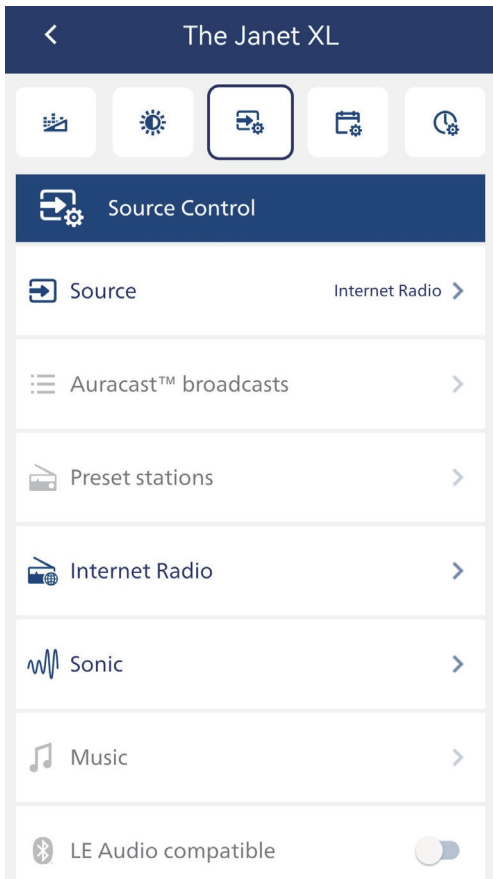 The Janet XL
Source Control
Source Internet Radio
Auracast™ broadcasts
Preset stations
Internet Radio
Sonic
Music
LE Audio compatible